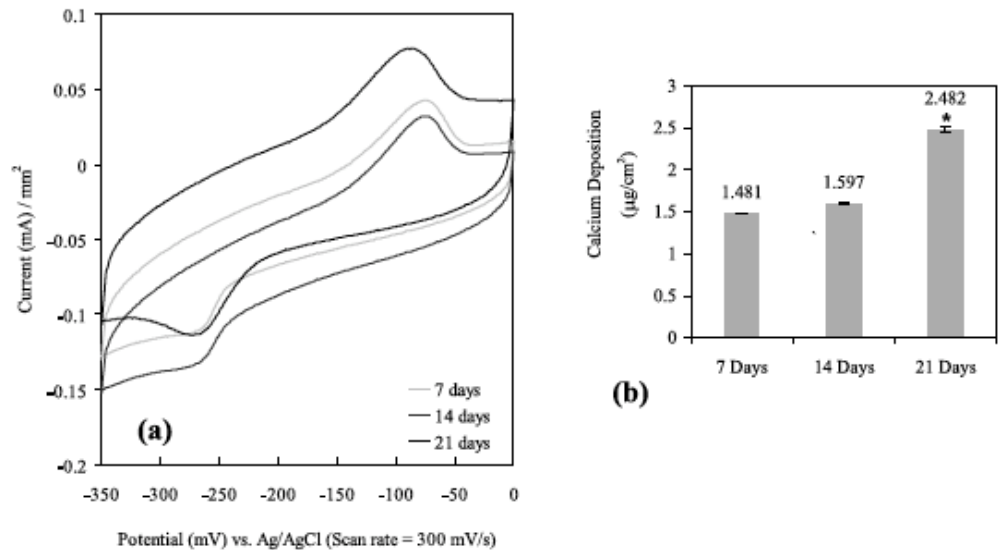 0.1
0.05
0
-0.05
-0.1
-0.15
-0.2
Current (mA) / mm²
7 days
14 days
21 days
(a)
-350 -300 -250 -200 -150 -100 -50 0
Potential (mV) vs. Ag/AgCl (Scan rate = 300 mV/s)
3
2.5
2
1.5
1
0.5
0
Calcium Deposition
(µg/cm²)
1.481
1.597
2.482
*
7 Days 14 Days 21 Days
(b)